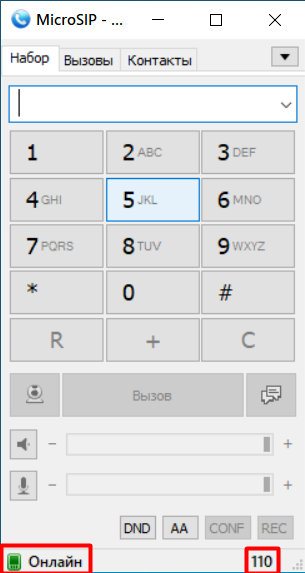 MicroSIP - ...
Набор Вызовы Контакты
1 2 ABC 3 DEF
4 GHI 5 JKL 6 MNO
7 PQRS 8 TUV 9 WXYZ
* 0 #
R + C
Вызов
− +
− +
DND AA CONF REC
Онлайн 110